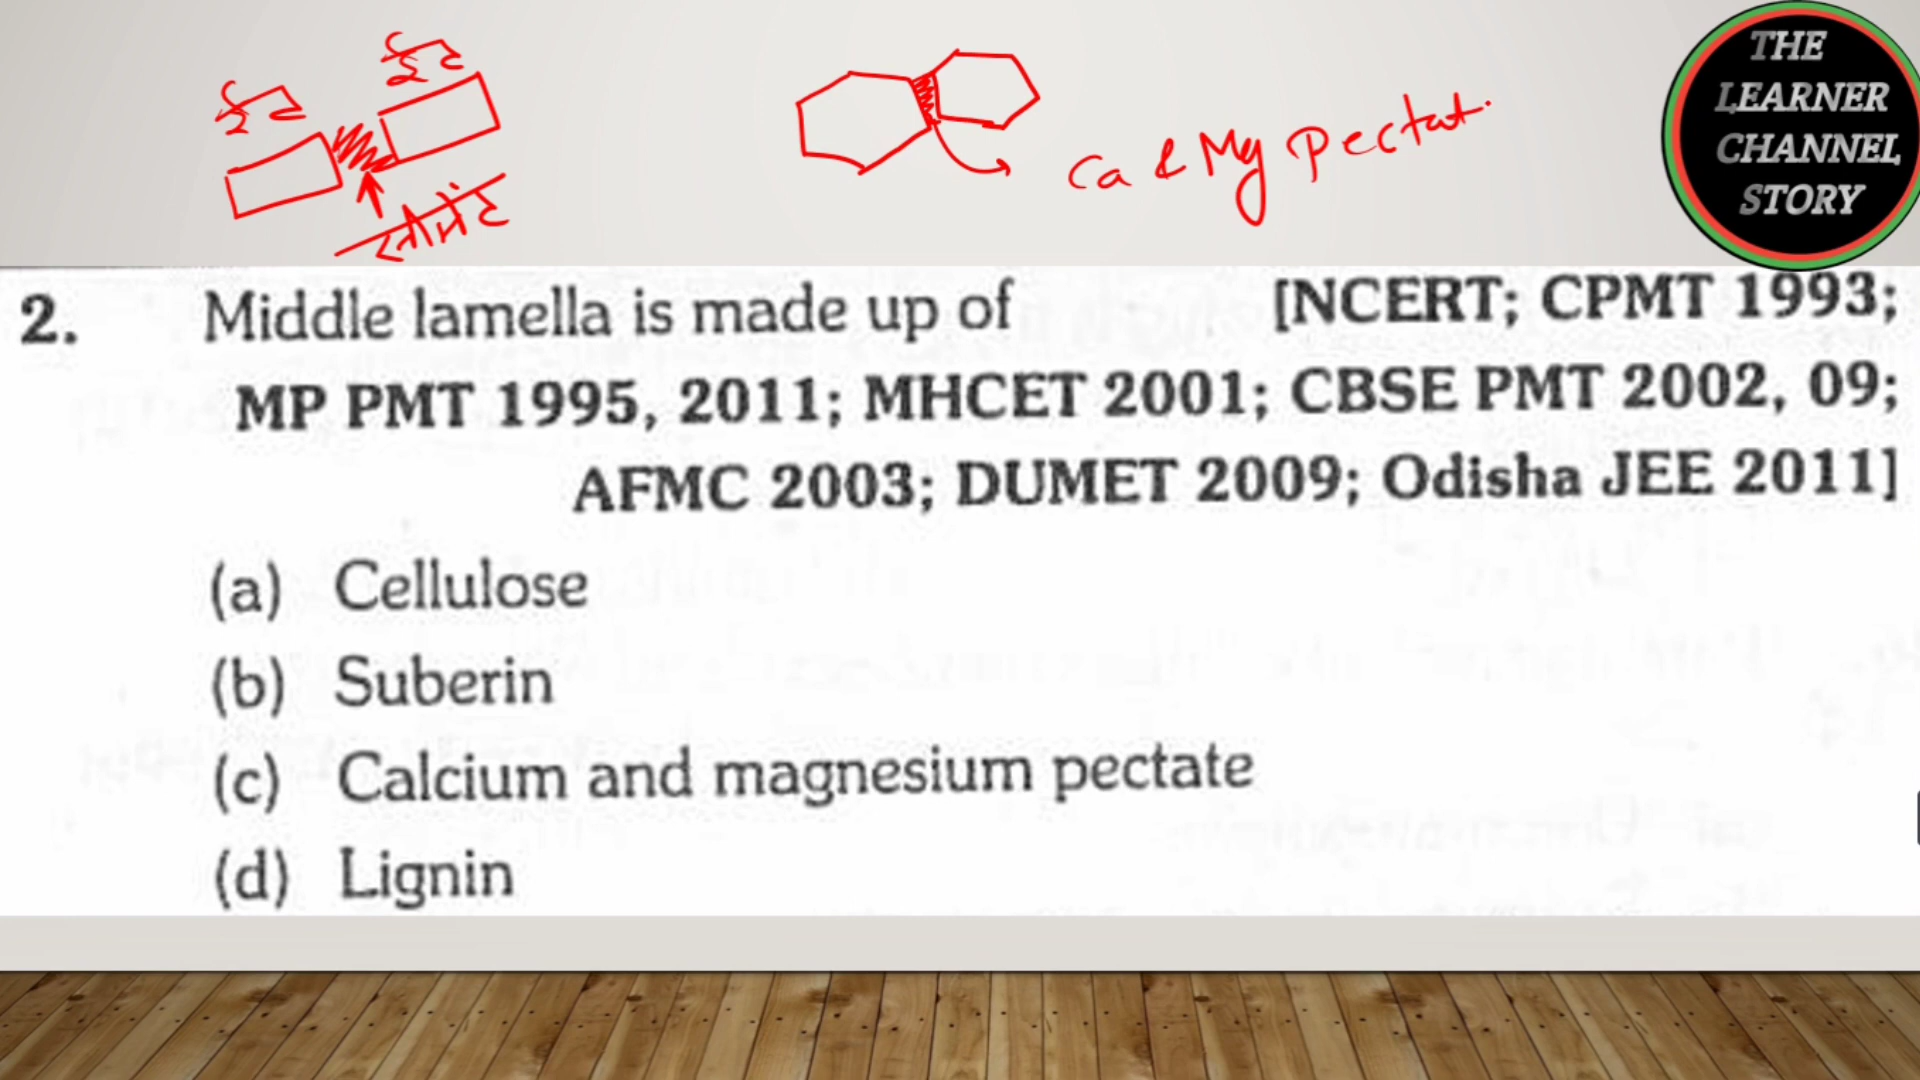 ईंट
ईंट
Ca & Mg Pectat.
THE
LEARNER
CHANNEL
STORY
2. Middle lamella is made up of [NCERT; CPMT 1993;
MP PMT 1995, 2011; MHCET 2001; CBSE PMT 2002, 09;
AFMC 2003; DUMET 2009; Odisha JEE 2011]
(a) Cellulose
(b) Suberin
(c) Calcium and magnesium pectate
(d) Lignin